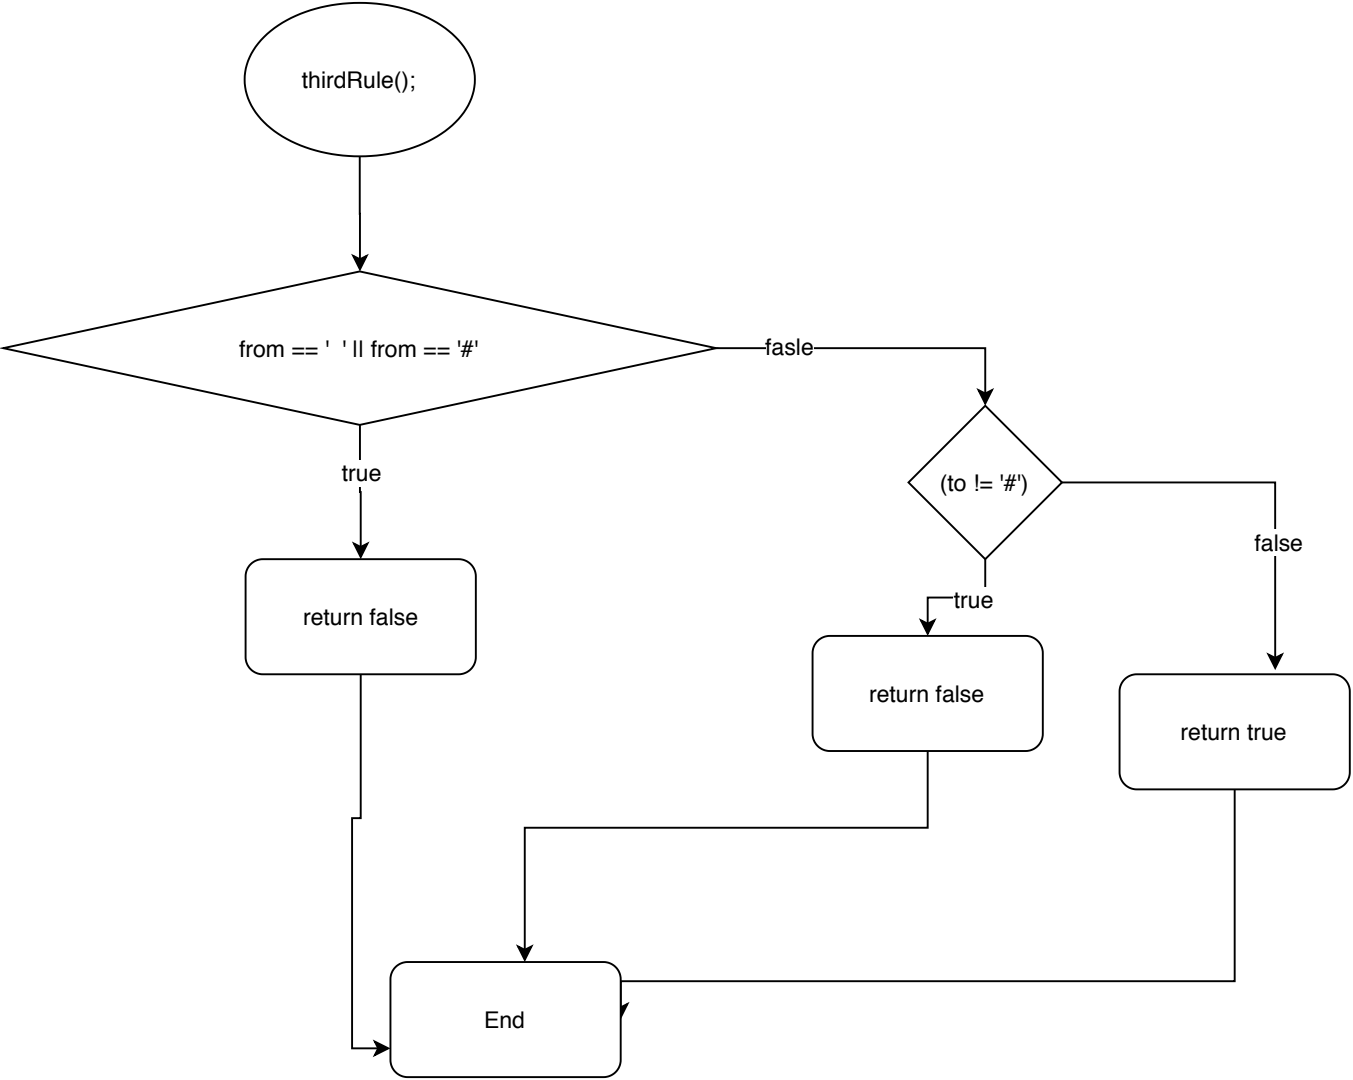 thirdRule();
from == '  ' || from == '#'
fasle
(to != '#')
true
false
true
return false
return false
return true
End